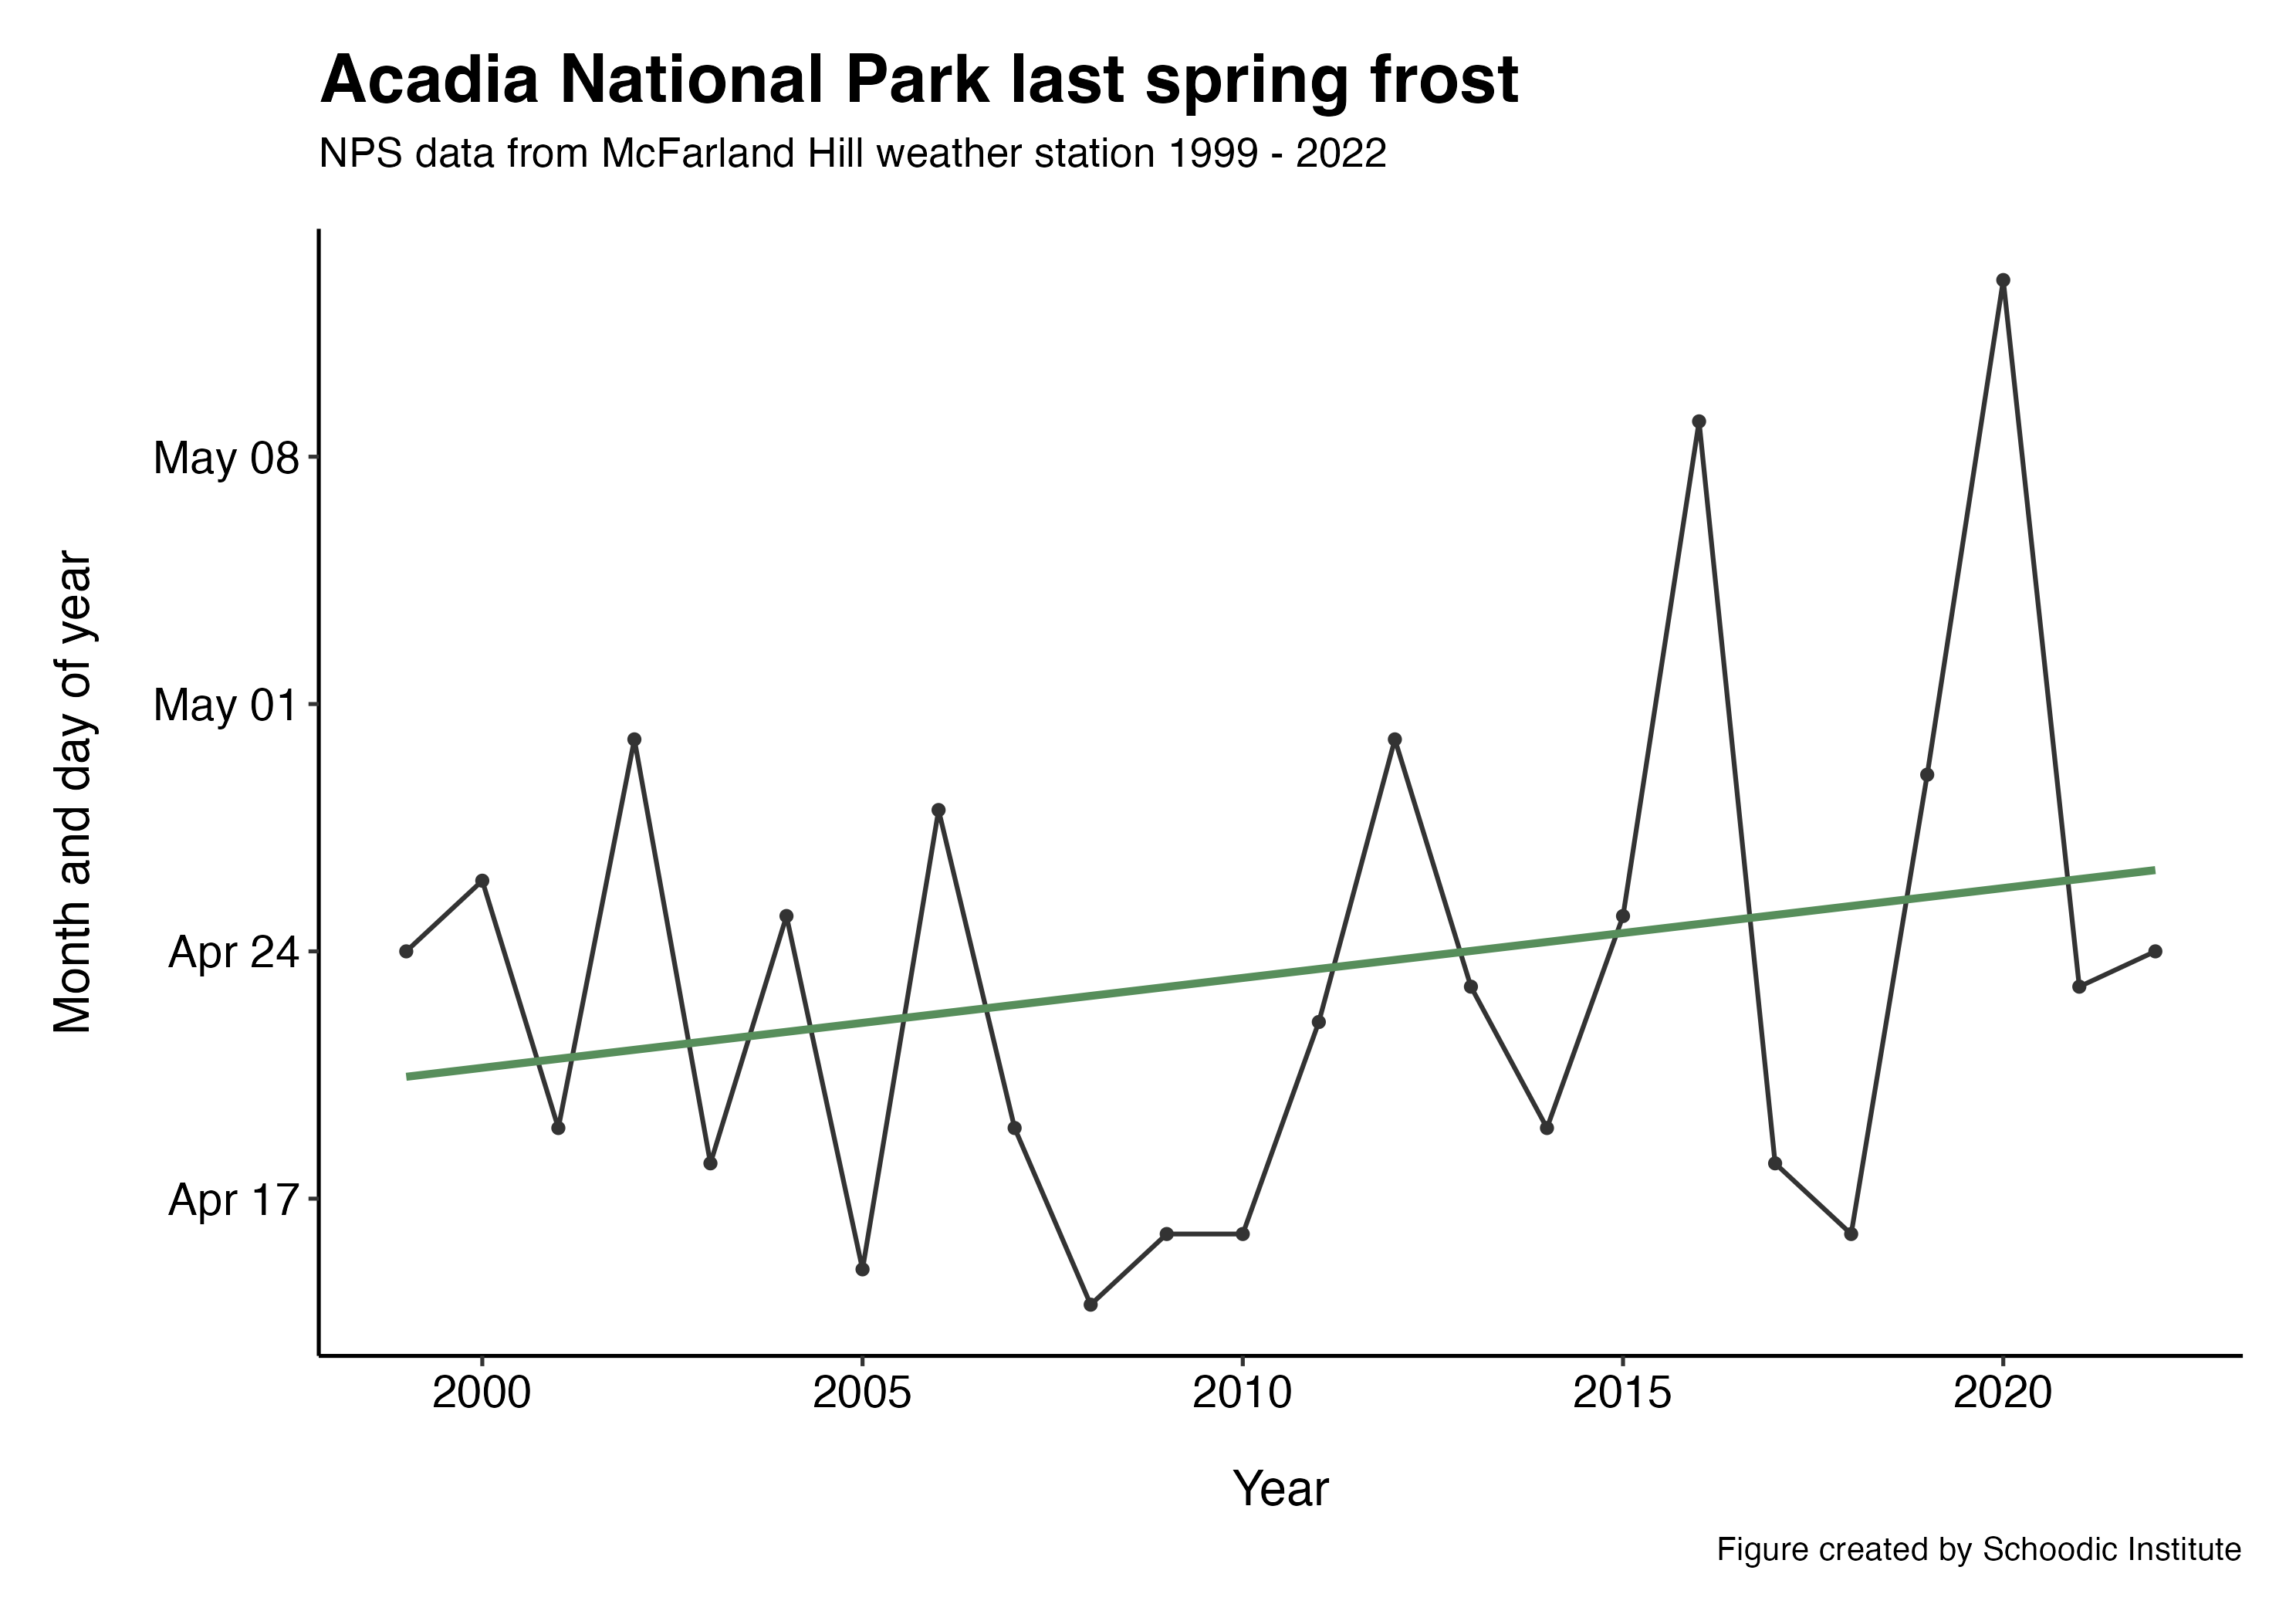 Acadia National Park last spring frost
NPS data from McFarland Hill weather station 1999 - 2022
Month and day of year
May 08
May 01
Apr 24
Apr 17
2000
2005
2010
2015
2020
Year
Figure created by Schoodic Institute